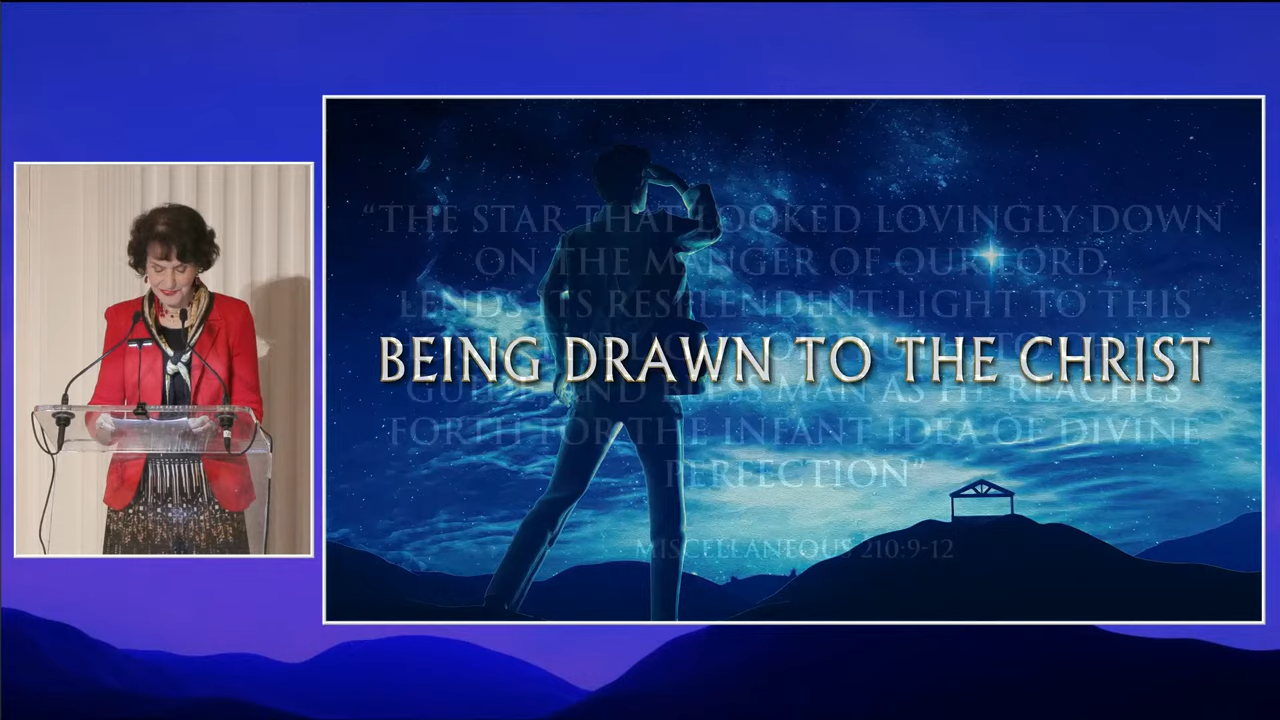 “THE STAR THAT LOOKED LOVINGLY DOWN
ON THE MANGER OF OUR LORD,
LENDS ITS RESPLENDENT LIGHT TO THIS
BEING DRAWN TO THE CHRIST
MAN AS HE REACHES
FORTH FOR THE INFANT IDEA OF DIVINE
PERFECTION”
MISCELLANEOUS 210:9-12